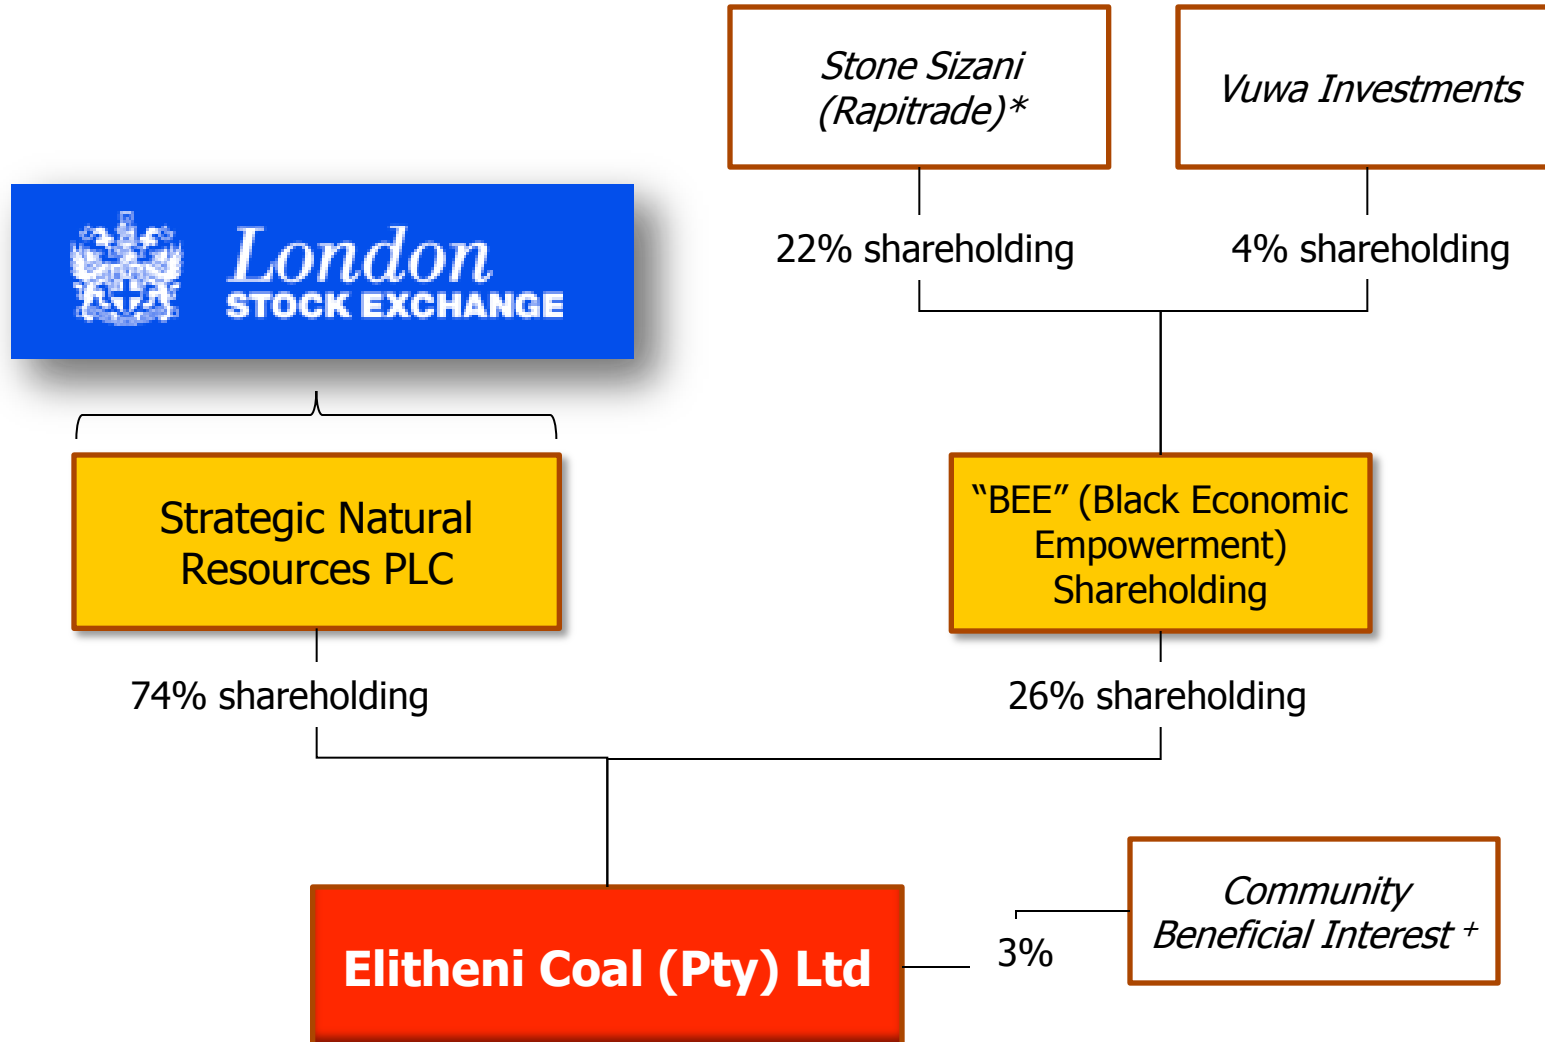 Stone Sizani
(Rapitrade)*
Vuwa Investments
London
STOCK EXCHANGE
22% shareholding
4% shareholding
Strategic Natural
Resources PLC
“BEE” (Black Economic
Empowerment)
Shareholding
74% shareholding
26% shareholding
Elitheni Coal (Pty) Ltd
3%
Community
Beneficial Interest +